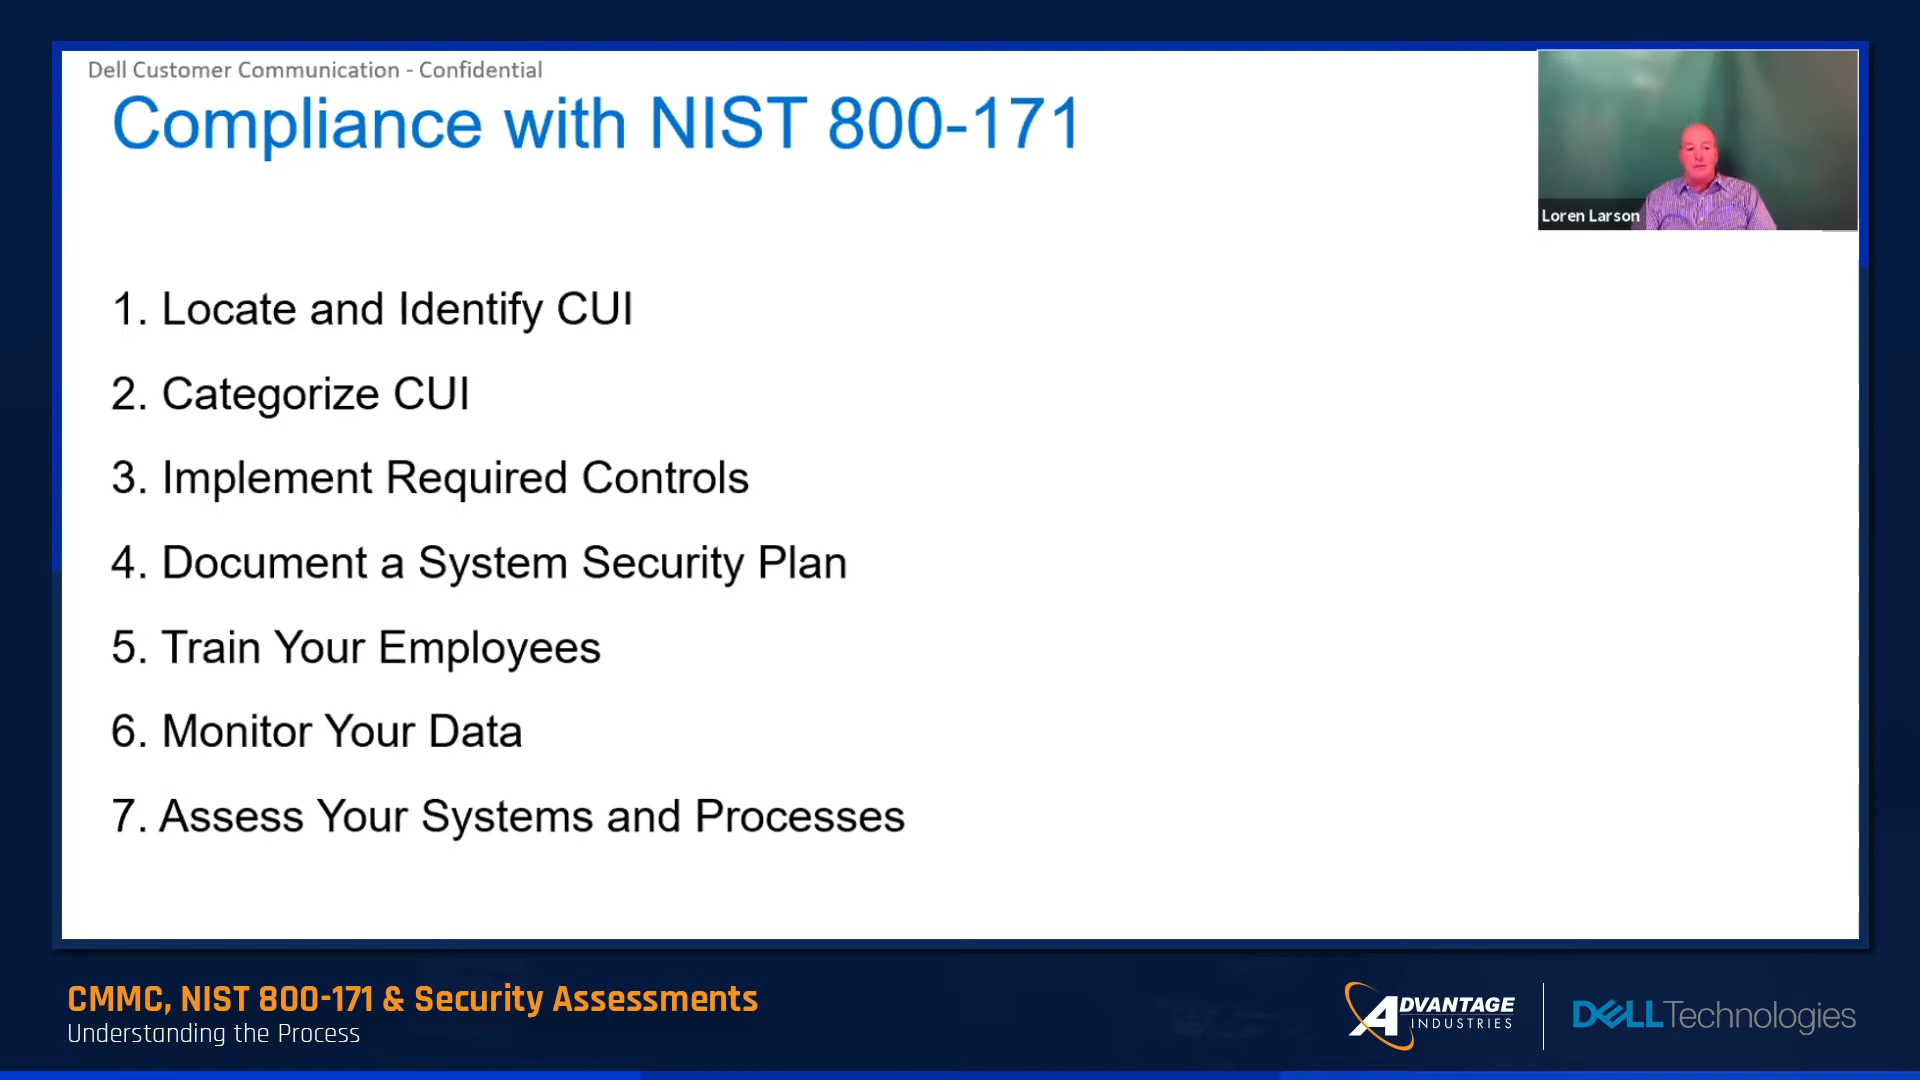 Dell Customer Communication - Confidential
Compliance with NIST 800-171
Loren Larson
1. Locate and Identify CUI
2. Categorize CUI
3. Implement Required Controls
4. Document a System Security Plan
5. Train Your Employees
6. Monitor Your Data
7. Assess Your Systems and Processes
CMMC, NIST 800-171 & Security Assessments
Understanding the Process
ADVANTAGE
INDUSTRIES
DELL Technologies